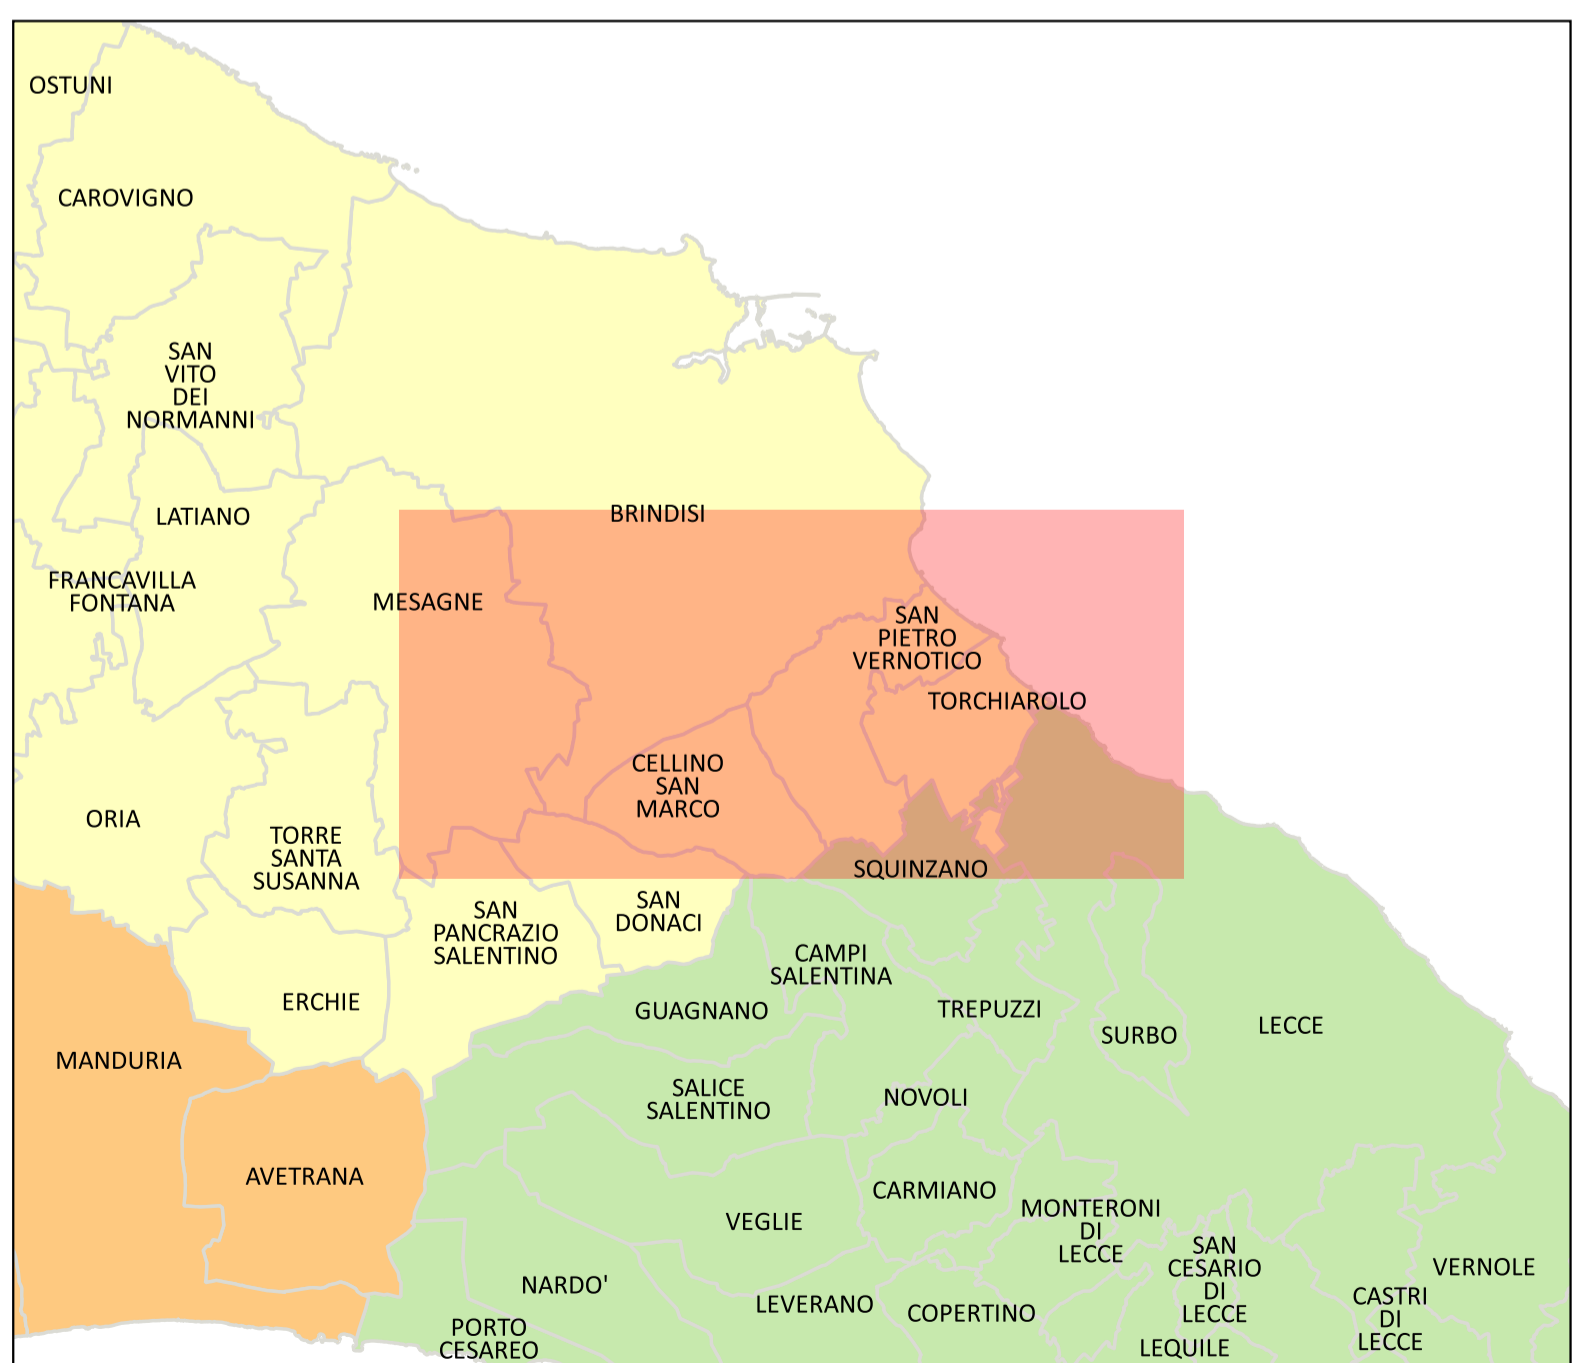 OSTUNI
CAROVIGNO
SAN
VITO
DEI
NORMANNI
LATIANO
BRINDISI
FRANCAVILLA
FONTANA
MESAGNE
SAN
PIETRO
VERNOTICO
TORCHIAROLO
CELLINO
SAN
MARCO
ORIA
TORRE
SANTA
SUSANNA
SQUINZANO
SAN
PANCRAZIO
SALENTINO
SAN
DONACI
CAMPI
SALENTINA
ERCHIE
GUAGNANO
TREPUZZI
SURBO
LECCE
MANDURIA
SALICE
SALENTINO
NOVOLI
AVETRANA
CARMIANO
VEGLIE
MONTERONI
DI
LECCE
SAN
CESARIO
DI
LECCE
VERNOLE
NARDO'
LEVERANO
COPERTINO
CASTRI
DI
LECCE
PORTO
CESAREO
LEQUILE